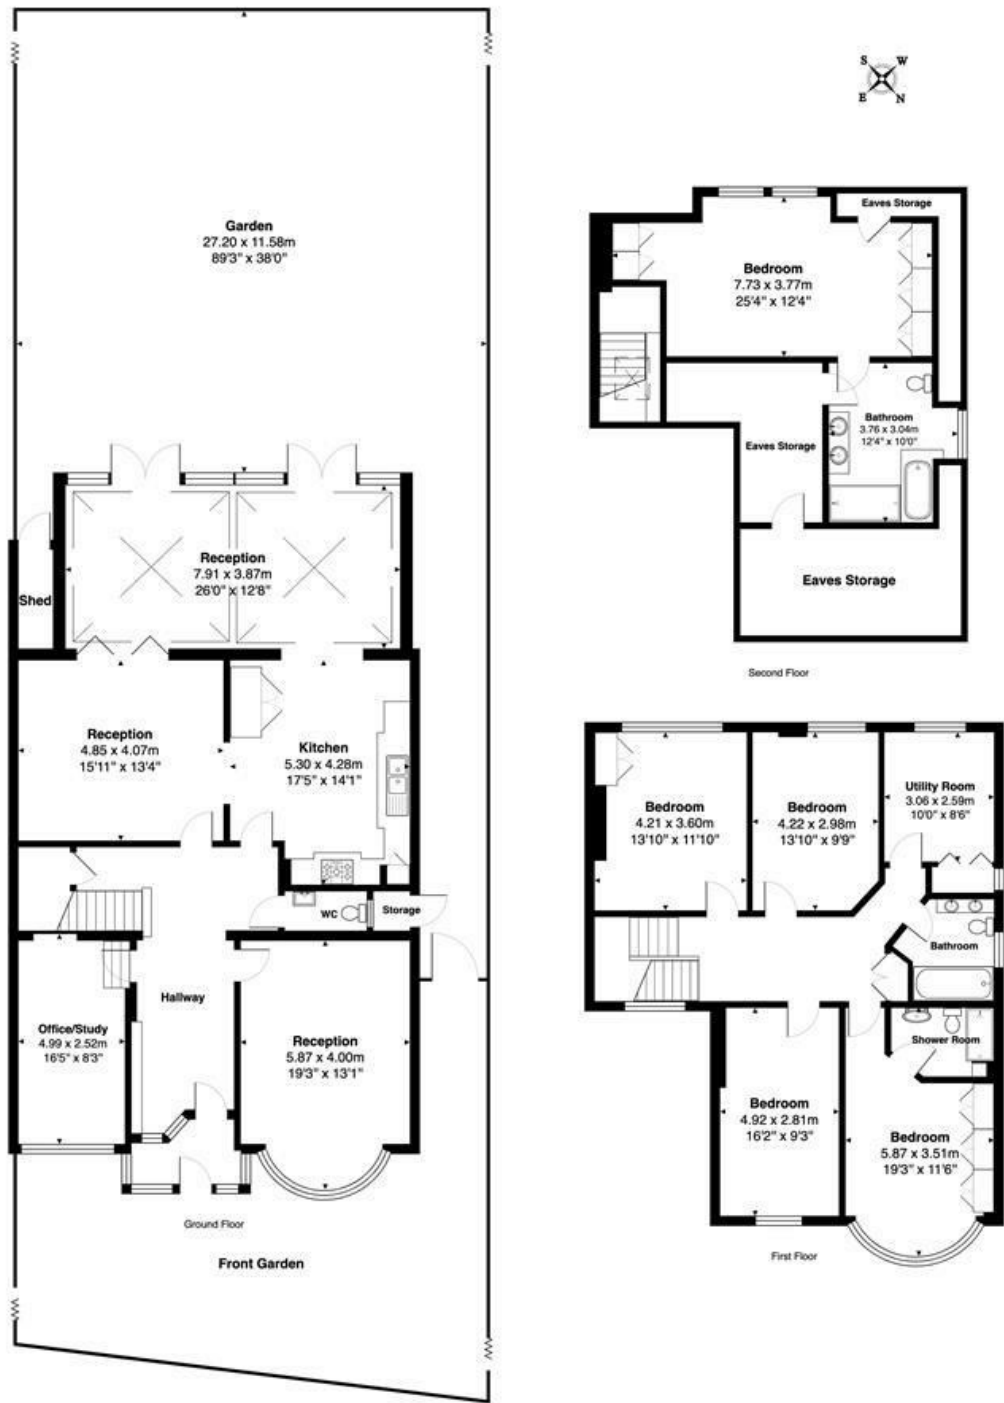 Garden
27.20 x 11.58m
89'3" x 38'0"
Reception
7.91 x 3.87m
26'0" x 12'8"
Shed
Reception
4.85 x 4.07m
15'11" x 13'4"
Kitchen
5.30 x 4.28m
17'5" x 14'1"
WC
Storage
Hallway
Office/Study
4.99 x 2.52m
16'5" x 8'3"
Reception
5.87 x 4.00m
19'3" x 13'1"
Ground Floor
Front Garden
S W
E N
Eaves Storage
Bedroom
7.73 x 3.77m
25'4" x 12'4"
Bathroom
3.76 x 3.04m
12'4" x 10'0"
Eaves Storage
Eaves Storage
Second Floor
Bedroom
4.21 x 3.60m
13'10" x 11'10"
Bedroom
4.22 x 2.98m
13'10" x 9'9"
Utility Room
3.06 x 2.59m
10'0" x 8'6"
Bathroom
Shower Room
Bedroom
4.92 x 2.81m
16'2" x 9'3"
Bedroom
5.87 x 3.51m
19'3" x 11'6"
First Floor